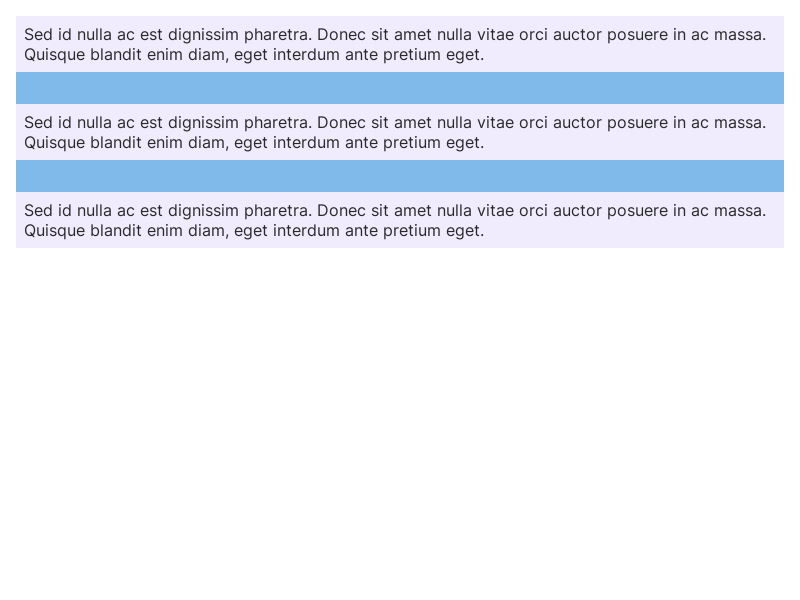 Sed id nulla ac est dignissim pharetra. Donec sit amet nulla vitae orci auctor posuere in ac massa.
Quisque blandit enim diam, eget interdum ante pretium eget.
Sed id nulla ac est dignissim pharetra. Donec sit amet nulla vitae orci auctor posuere in ac massa.
Quisque blandit enim diam, eget interdum ante pretium eget.
Sed id nulla ac est dignissim pharetra. Donec sit amet nulla vitae orci auctor posuere in ac massa.
Quisque blandit enim diam, eget interdum ante pretium eget.